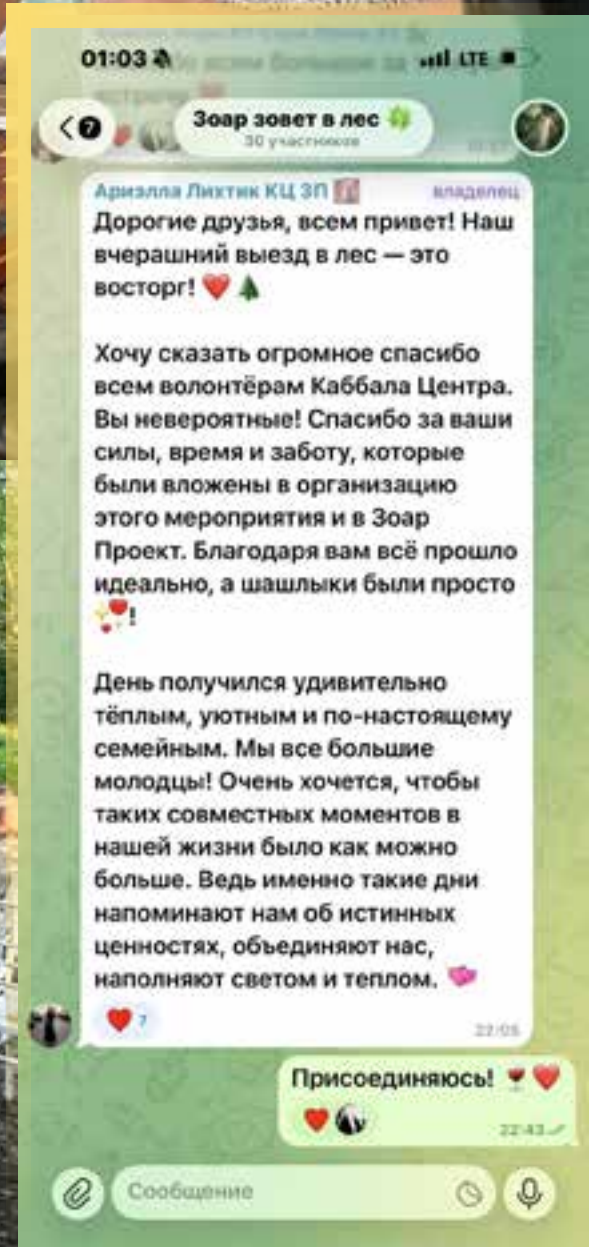 01:03
LTE
7
Зоар зовет в лес
30 участников
Ариэлла Лихтик КЦ ЗП
владелец
Дорогие друзья, всем привет! Наш
вчерашний выезд в лес — это
восторг! ❤️🌲
Хочу сказать огромное спасибо
всем волонтёрам Каббала Центра.
Вы невероятные! Спасибо за ваши
силы, время и заботу, которые
были вложены в организацию
этого мероприятия и в Зоар
Проект. Благодаря вам всё прошло
идеально, а шашлыки были просто
💖!
День получился удивительно
тёплым, уютным и по-настоящему
семейным. Мы все большие
молодцы! Очень хочется, чтобы
таких совместных моментов в
нашей жизни было как можно
больше. Ведь именно такие дни
напоминают нам об истинных
ценностях, объединяют нас,
наполняют светом и теплом. 💕
❤️ 7
22:05
Присоединяюсь! 🍷❤️
22:43
Сообщение